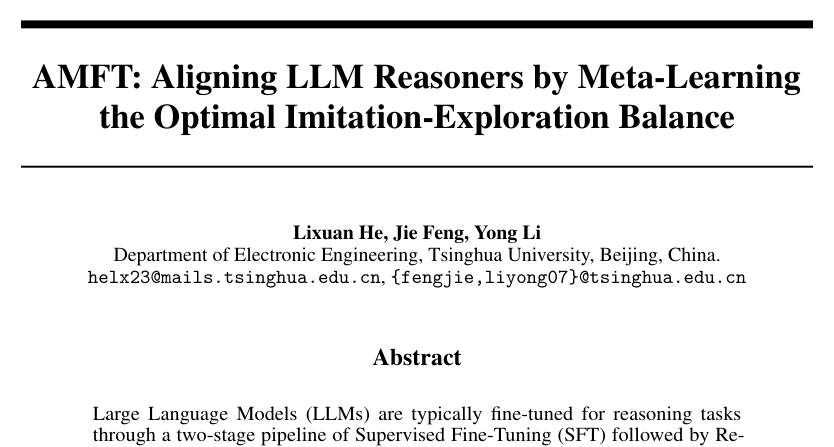 AMFT: Aligning LLM Reasoners by Meta-Learning
the Optimal Imitation-Exploration Balance
Lixuan He, Jie Feng, Yong Li
Department of Electronic Engineering, Tsinghua University, Beijing, China.
helx23@mails.tsinghua.edu.cn, {fengjie,liyong07}@tsinghua.edu.cn
Abstract
Large Language Models (LLMs) are typically fine-tuned for reasoning tasks
through a two-stage pipeline of Supervised Fine-Tuning (SFT) followed by Re-